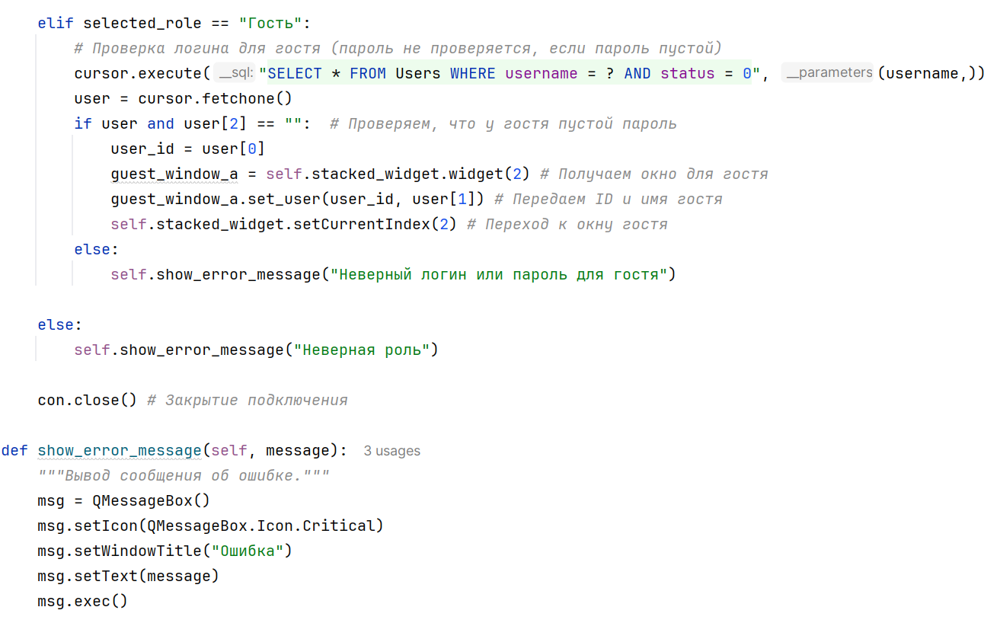 elif selected_role == "Гость":
# Проверка логина для гостя (пароль не проверяется, если пароль пустой)
cursor.execute( __sql: "SELECT * FROM Users WHERE username = ? AND status = 0", __parameters (username,))
user = cursor.fetchone()
if user and user[2] == "": # Проверяем, что у гостя пустой пароль
user_id = user[0]
guest_window_a = self.stacked_widget.widget(2) # Получаем окно для гостя
guest_window_a.set_user(user_id, user[1]) # Передаем ID и имя гостя
self.stacked_widget.setCurrentIndex(2) # Переход к окну гостя
else:
self.show_error_message("Неверный логин или пароль для гостя")
else:
self.show_error_message("Неверная роль")
con.close() # Закрытие подключения
def show_error_message(self, message): 3 usages
"""Вывод сообщения об ошибке."""
msg = QMessageBox()
msg.setIcon(QMessageBox.Icon.Critical)
msg.setWindowTitle("Ошибка")
msg.setText(message)
msg.exec()